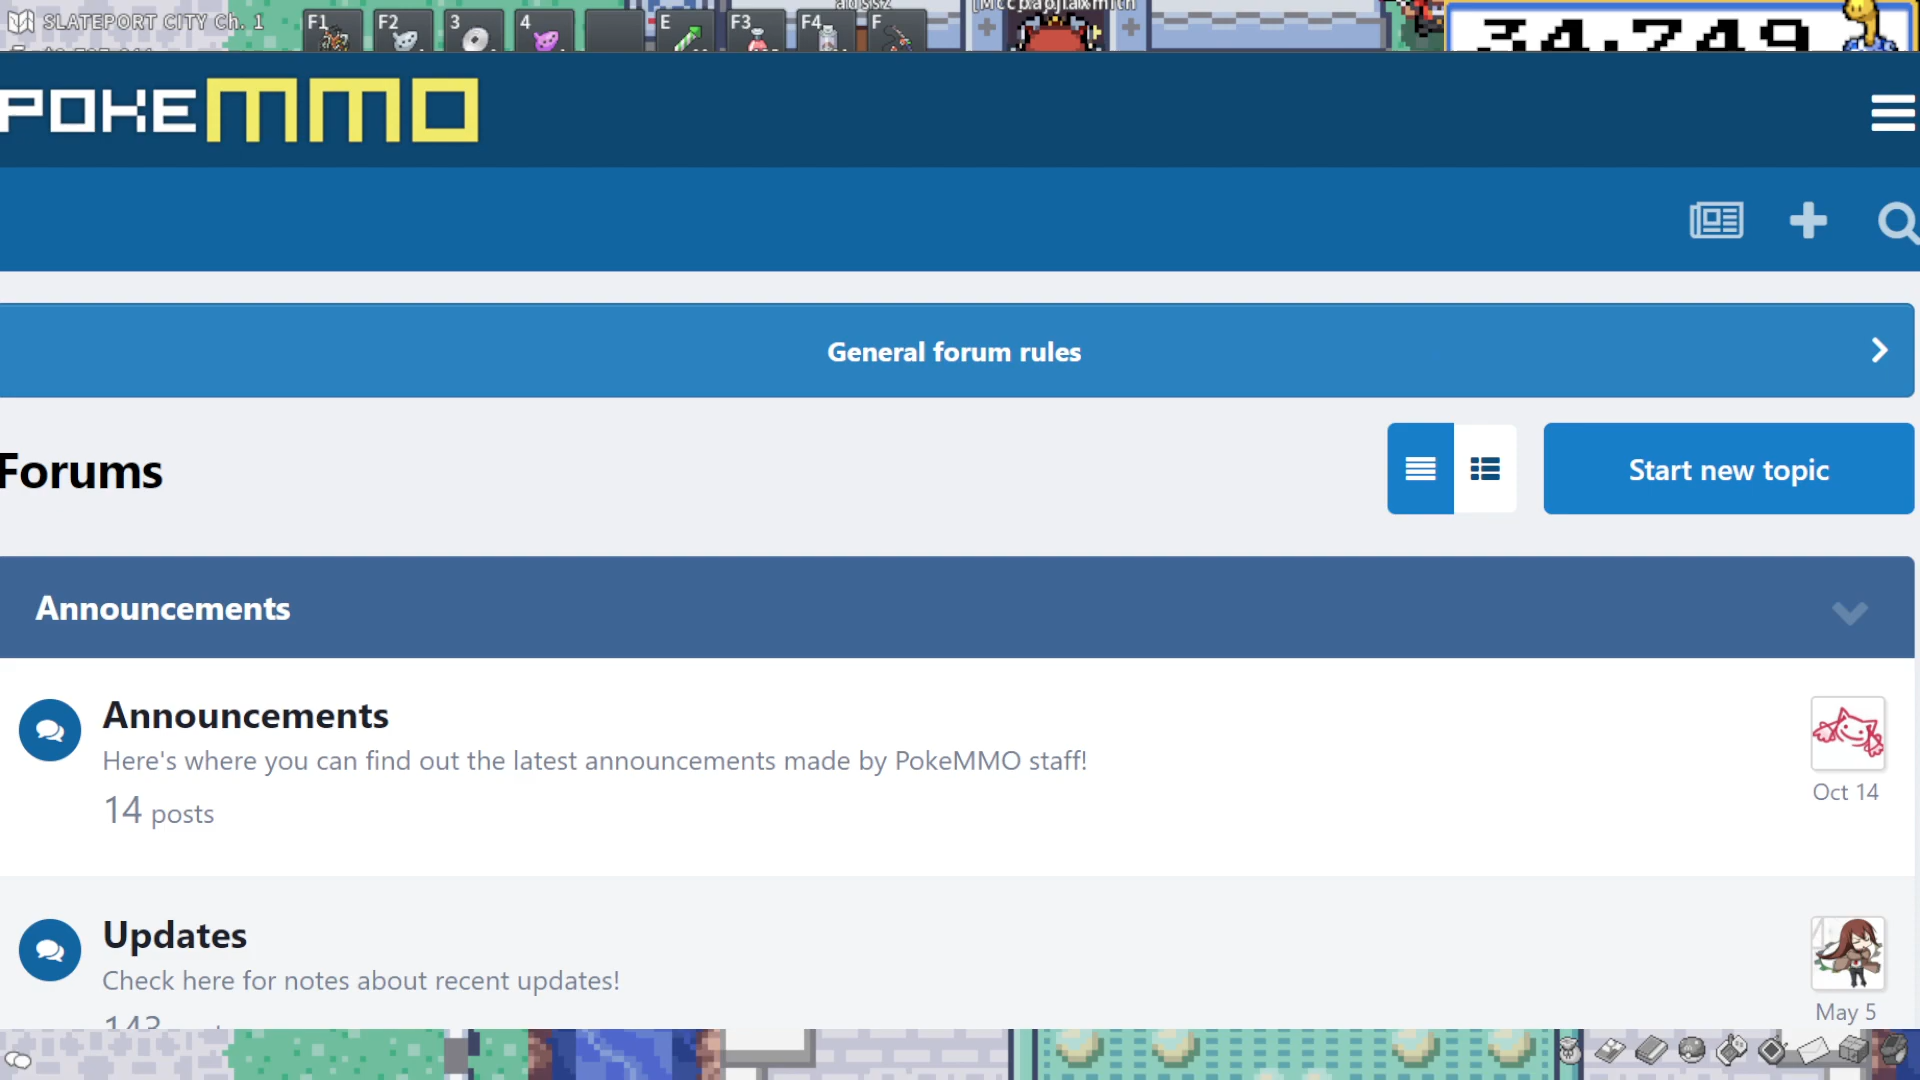 SLATEPORT CITY Ch. 1
F1 F2 3 4 E F3 F4 F
34,749
POKEMMO
General forum rules
Forums
Start new topic
Announcements
Announcements
Here's where you can find out the latest announcements made by PokeMMO staff!
14 posts
Oct 14
Updates
Check here for notes about recent updates!
May 5